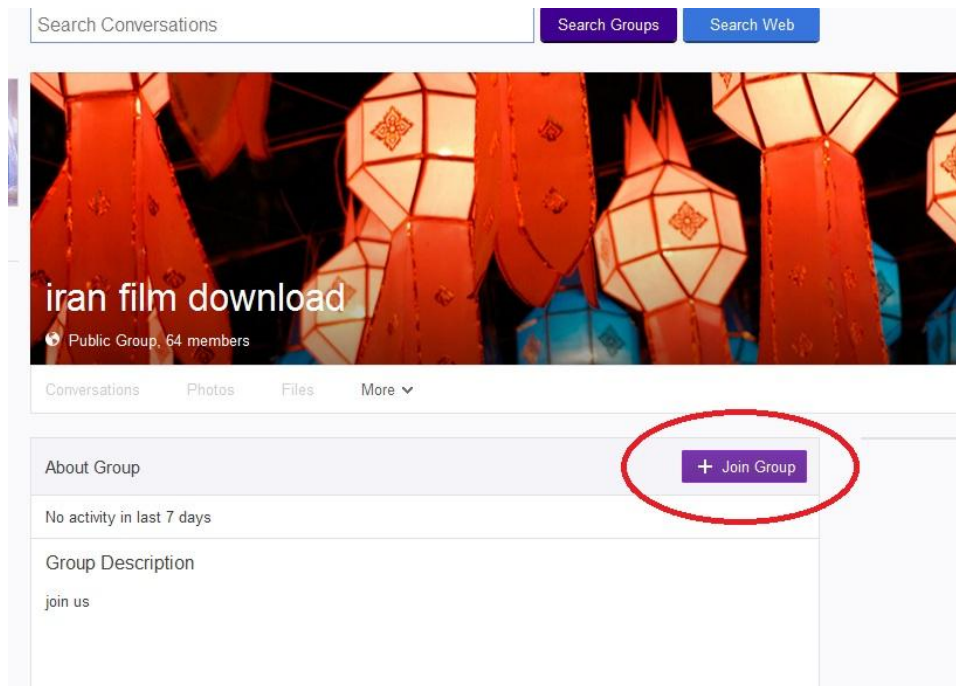 Search Conversations
Search Groups
Search Web
iran film download
Public Group, 64 members
Conversations Photos Files More
About Group
+ Join Group
No activity in last 7 days
Group Description
join us